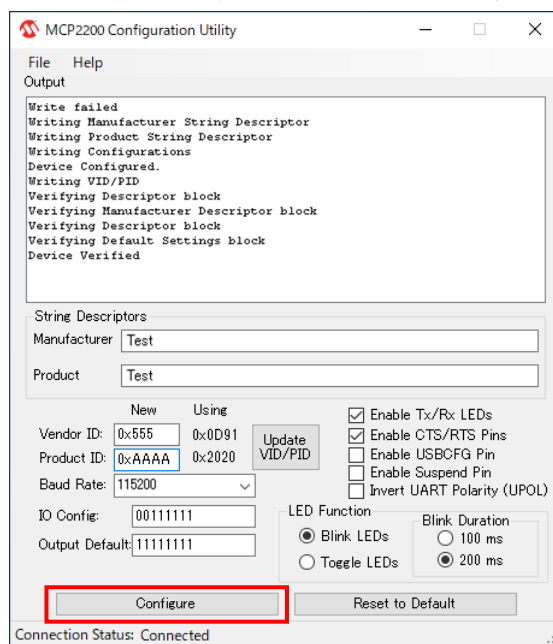 MCP2200 Configuration Utility
File Help
Output
Write failed
Writing Manufacturer String Descriptor
Writing Product String Descriptor
Writing Configurations
Device Configured.
Writing VID/PID
Verifying Descriptor block
Verifying Manufacturer Descriptor block
Verifying Descriptor block
Verifying Default Settings block
Device Verified
String Descriptors
Manufacturer Test
Product Test
New Using
Vendor ID: 0x555 0x0D91
Product ID: 0xAAAA 0x2020
Update VID/PID
Baud Rate: 115200
IO Config: 00111111
Output Default: 11111111
Enable Tx/Rx LEDs
Enable CTS/RTS Pins
Enable USBCFG Pin
Enable Suspend Pin
Invert UART Polarity (UPOL)
LED Function
Blink LEDs
Toggle LEDs
Blink Duration
100 ms
200 ms
Configure Reset to Default
Connection Status: Connected